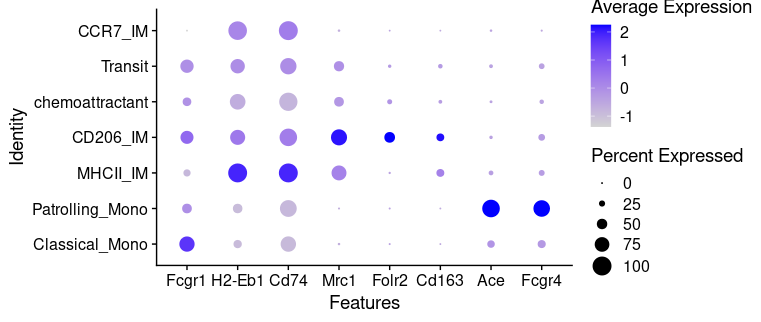 Identity
CCR7_IM
Transit
chemoattractant
CD206_IM
MHCII_IM
Patrolling_Mono
Classical_Mono
Fcgr1 H2-Eb1 Cd74 Mrc1 Folr2 Cd163 Ace Fcgr4
Features
Average Expression
2
1
0
-1
Percent Expressed
0
25
50
75
100